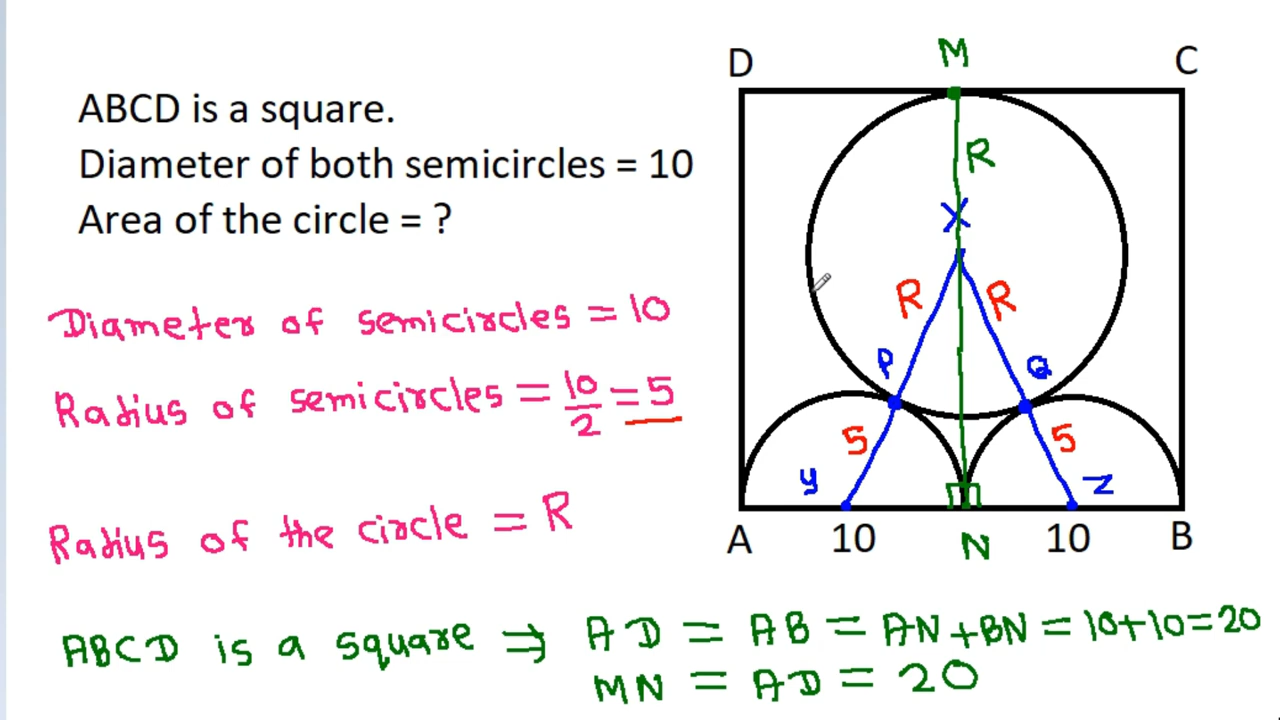 ABCD is a square.
Diameter of both semicircles = 10
Area of the circle = ?
Diameter of semicircles = 10
Radius of semicircles = 10/2 = 5
Radius of the circle = R
ABCD is a square ⇒ AD = AB = AN+BN = 10+10=20
MN = AD = 20
M
D
C
R
X
R
R
P
Q
5
5
y
Z
A
10
N
10
B